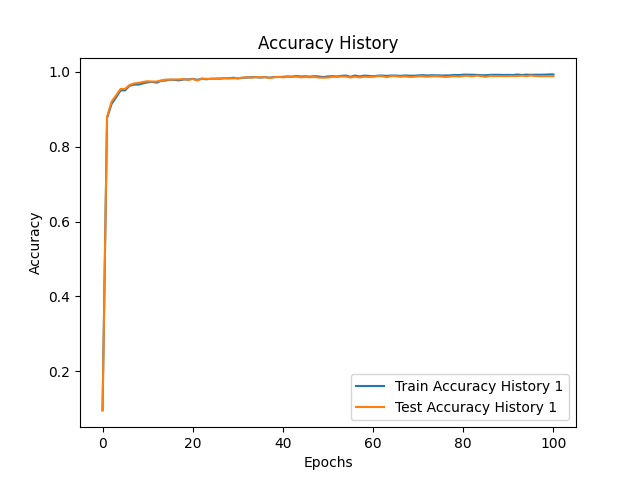 Accuracy History
1.0
0.8
0.6
0.4
0.2
Accuracy
Train Accuracy History 1
Test Accuracy History 1
0 20 40 60 80 100
Epochs